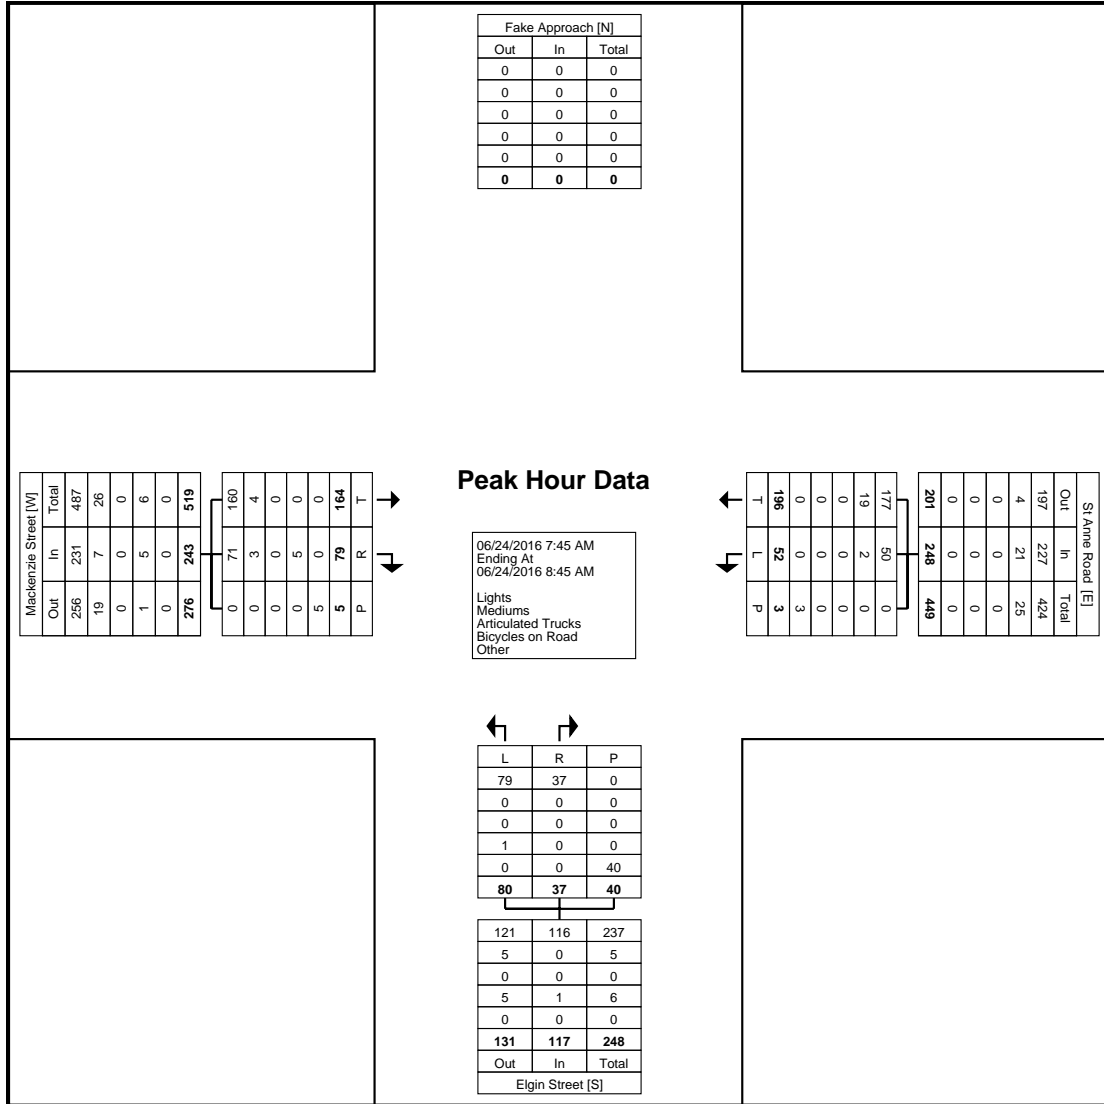 Fake Approach [N]
Out In Total
0 0 0
0 0 0
0 0 0
0 0 0
0 0 0
0 0 0
Peak Hour Data
06/24/2016 7:45 AM
Ending At
06/24/2016 8:45 AM
Lights
Mediums
Articulated Trucks
Bicycles on Road
Other
Mackenzie Street [W]
Total In Out
487 231 256
26 7 19
0 0 0
6 5 1
0 0 0
519 243 276
160 71 0
4 3 0
0 0 0
0 5 0
0 0 5
164 79 5
T R P
St Anne Road [E]
Out In Total
197 227 424
4 21 25
0 0 0
0 0 0
0 0 0
201 248 449
177 50 0
19 2 0
0 0 0
0 0 0
0 0 3
196 52 3
T L P
L R P
79 37 0
0 0 0
0 0 0
1 0 0
0 0 40
80 37 40
121 116 237
5 0 5
0 0 0
5 1 6
0 0 0
131 117 248
Out In Total
Elgin Street [S]